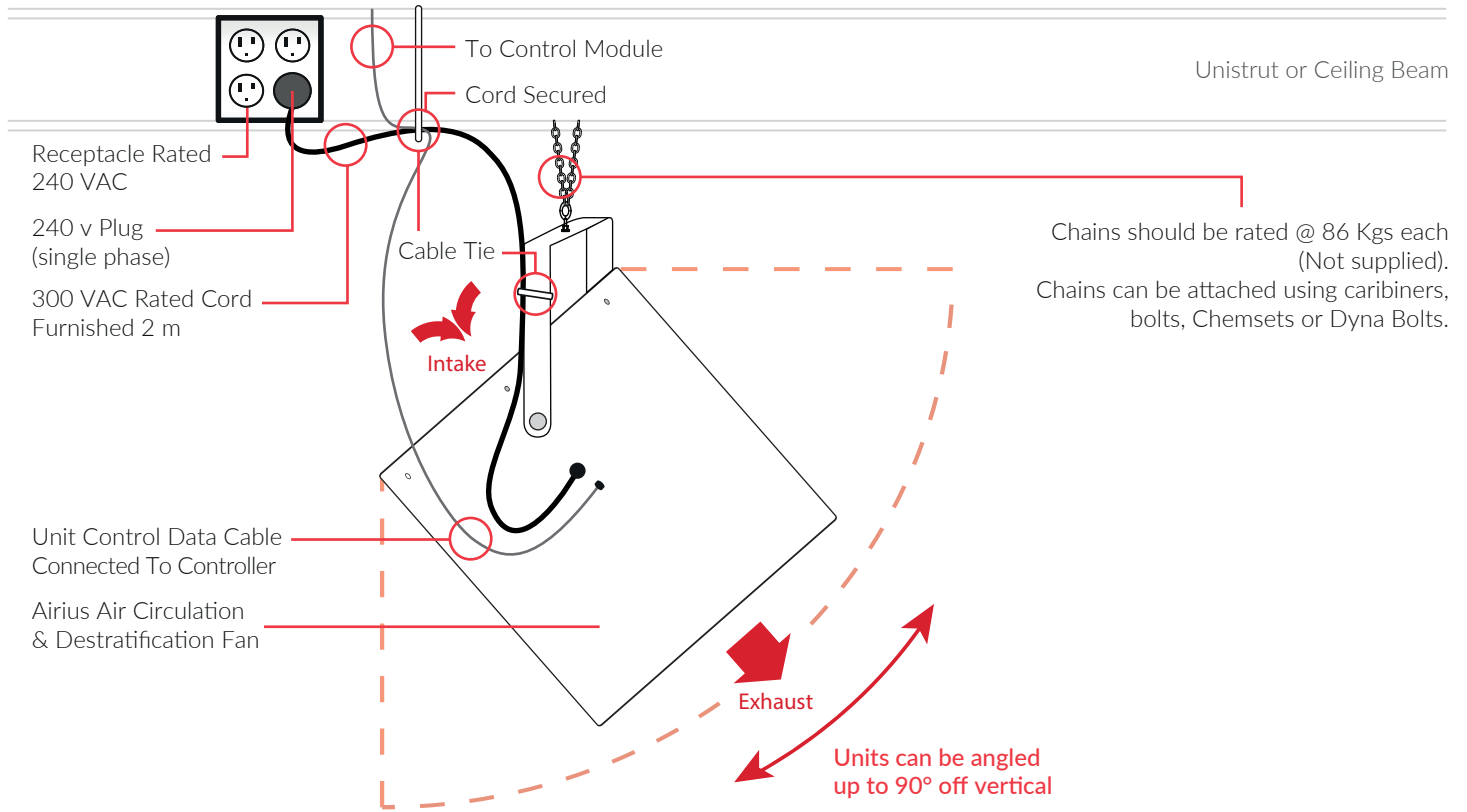 To Control Module
Cord Secured
Unistrut or Ceiling Beam
Receptacle Rated
240 VAC
240 v Plug
(single phase)
300 VAC Rated Cord
Furnished 2 m
Cable Tie
Intake
Chains should be rated @ 86 Kgs each
(Not supplied).
Chains can be attached using caribiners,
bolts, Chemsets or Dyna Bolts.
Unit Control Data Cable
Connected To Controller
Airius Air Circulation
& Destratification Fan
Exhaust
Units can be angled
up to 90° off vertical